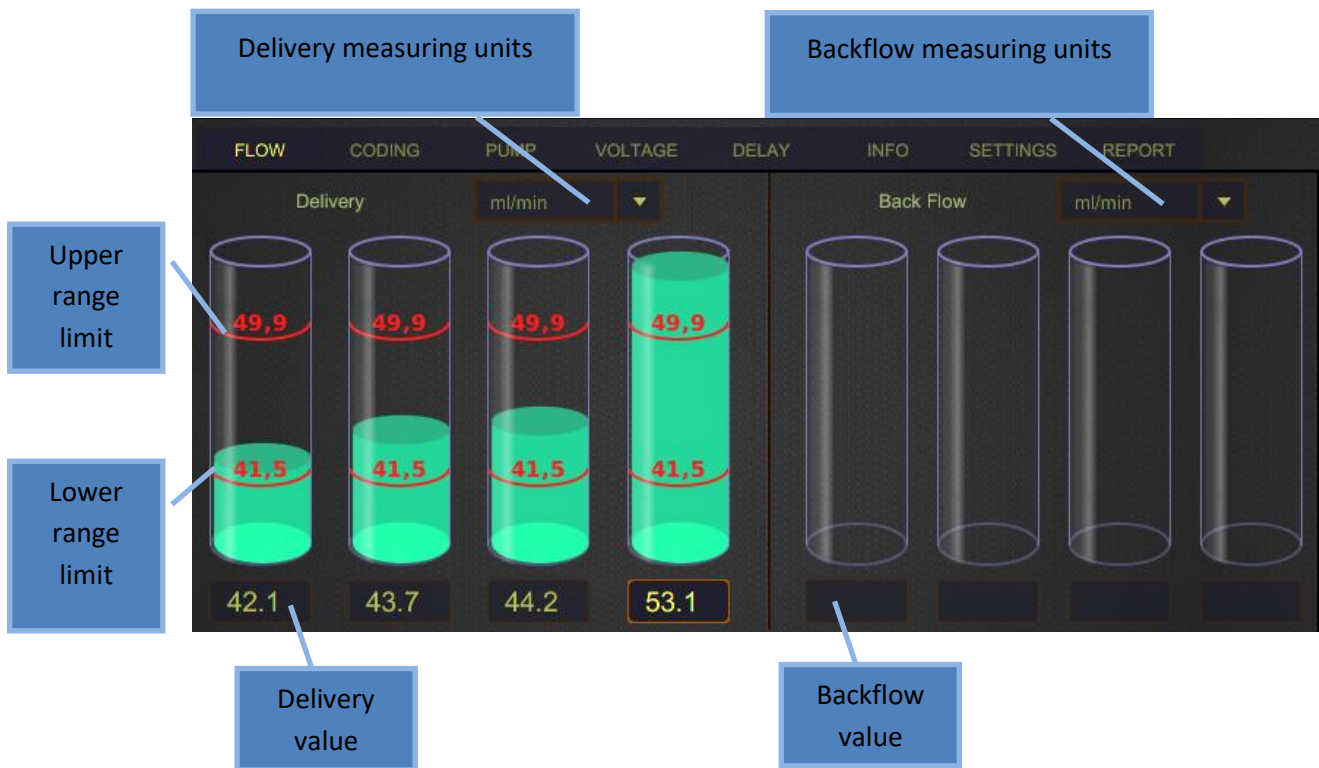 Delivery measuring units
Backflow measuring units
FLOW CODING PUMP VOLTAGE DELAY INFO SETTINGS REPORT
Delivery ml/min Back Flow ml/min
Upper
range
limit
49,9 49,9 49,9 49,9
Lower
range
limit
41,5 41,5 41,5 41,5
42.1 43.7 44.2 53.1
Delivery
value
Backflow
value